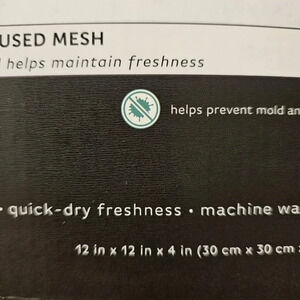 USED MESH
helps maintain freshness
helps prevent mold an
• quick-dry freshness • machine wa
12 in x 12 in x 4 in (30 cm x 30 cm x